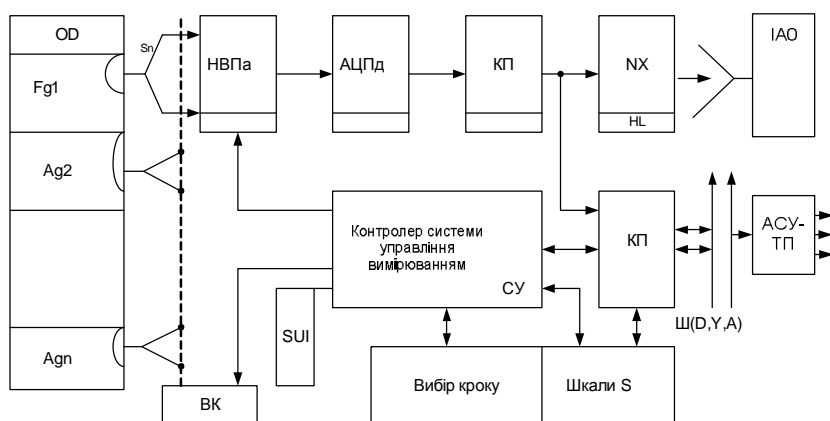 OD
Sn
НВПа
АЦПд
КП
NX
ІАО
Fg1
HL
Ag2
Контролер системи
управління
вимірюванням
СУ
КП
АСУ-
ТП
Ш(D,Y,A)
SUI
Agn
Вибір кроку
Шкали S
ВК